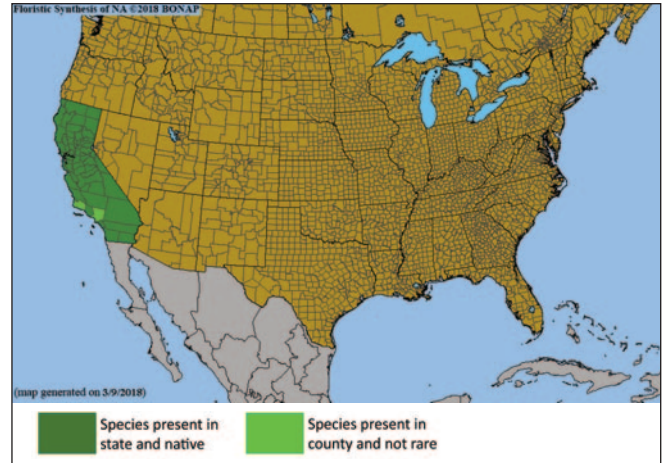 Floristic Synthesis of NA ©2018 BONAP
(map generated on 3/9/2018)
Species present in
state and native
Species present in
county and not rare